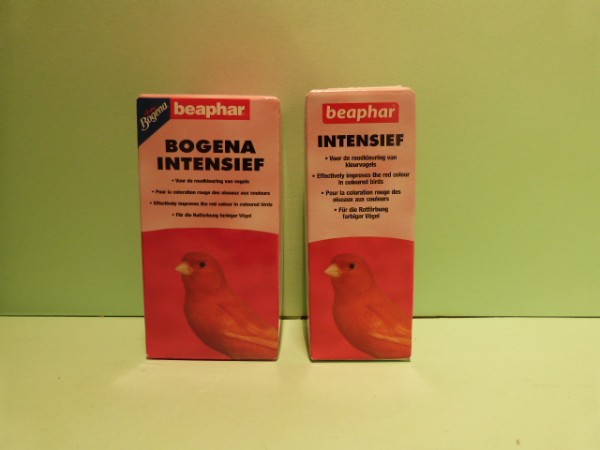 Bogena
beaphar
BOGENA
INTENSIEF
• Voor de roodkleuring van vogels
• Pour la coloration rouge des oiseaux aux couleurs
• Effectively improves the red colour in coloured birds
• Für die Rotfärbung farbiger Vögel
beaphar
INTENSIEF
• Voor de roodkleuring van
kleurvogels
• Effectively improves the red colour
in coloured birds
• Pour la coloration rouge des
oiseaux aux couleurs
• Für die Rotfärbung
farbiger Vögel